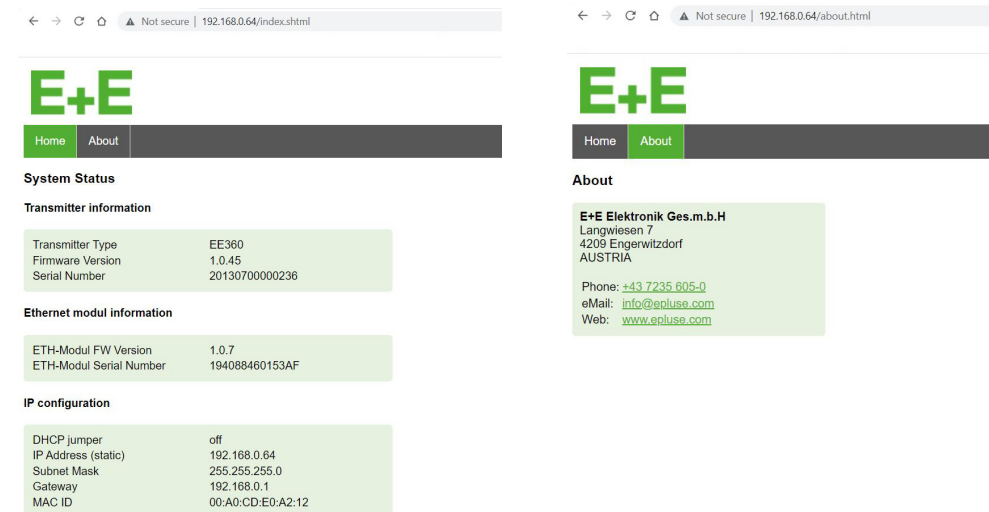 Not secure | 192.168.0.64/index.shtml
E+E
Home About
System Status
Transmitter information
Transmitter Type EE360
Firmware Version 1.0.45
Serial Number 20130700000236
Ethernet modul information
ETH-Modul FW Version 1.0.7
ETH-Modul Serial Number 194088460153AF
IP configuration
DHCP jumper off
IP Address (static) 192.168.0.64
Subnet Mask 255.255.255.0
Gateway 192.168.0.1
MAC ID 00:A0:CD:E0:A2:12
Not secure | 192.168.0.64/about.html
E+E
Home About
About
E+E Elektronik Ges.m.b.H
Langwiesen 7
4209 Engerwitzdorf
AUSTRIA
Phone: +43 7235 605-0
eMail: info@epluse.com
Web: www.epluse.com